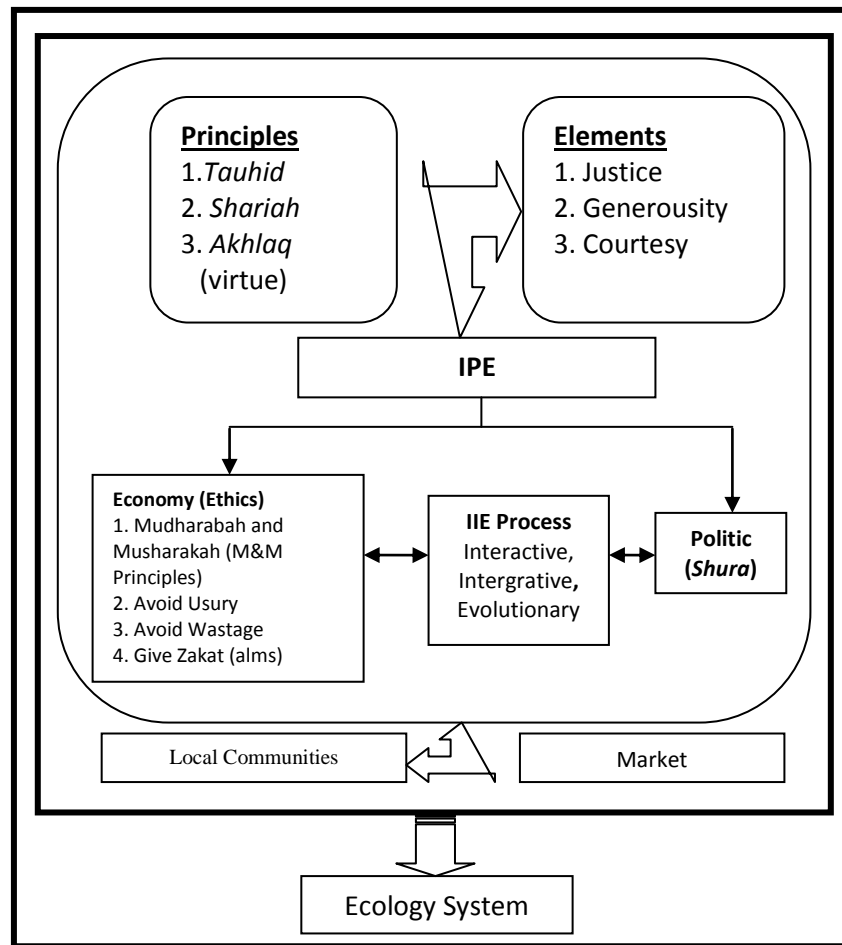 Principles
1.Tauhid
2. Shariah
3. Akhlaq
(virtue)
Elements
1. Justice
2. Generousity
3. Courtesy
IPE
Economy (Ethics)
1. Mudharabah and
Musharakah (M&M
Principles)
2. Avoid Usury
3. Avoid Wastage
4. Give Zakat (alms)
IIE Process
Interactive,
Intergrative,
Evolutionary
Politic
(Shura)
Local Communities
Market
Ecology System